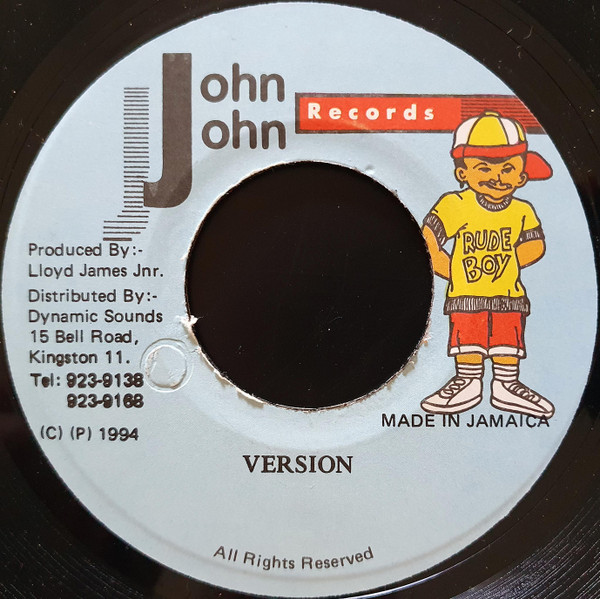 John
John
Records
RUDE
BOY
Produced By:-
Lloyd James Jnr.
Distributed By:-
Dynamic Sounds
15 Bell Road,
Kingston 11.
Tel: 923-9138
923-9168
(C) (P) 1994
MADE IN JAMAICA
VERSION
All Rights Reserved